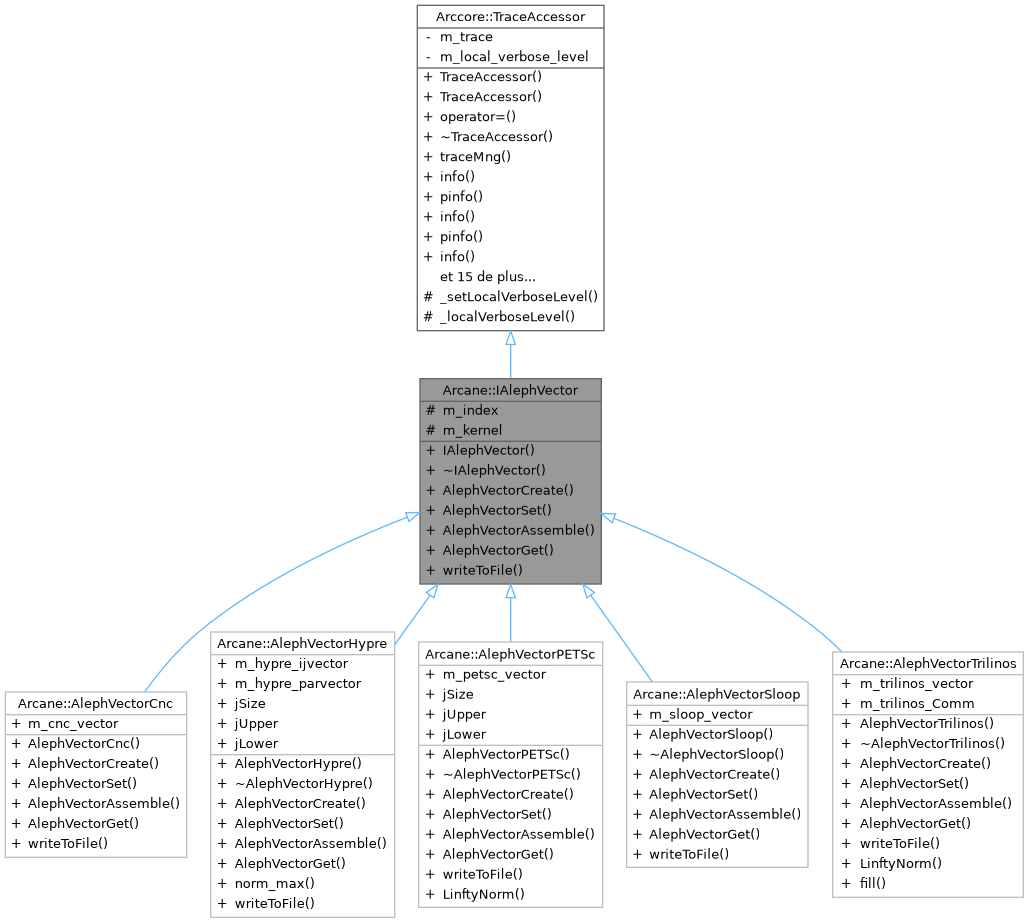 Arccore::TraceAccessor
- m_trace
- m_local_verbose_level
+ TraceAccessor()
+ TraceAccessor()
+ operator=()
+ ~TraceAccessor()
+ traceMng()
+ info()
+ pinfo()
+ info()
+ pinfo()
+ info()
et 15 de plus...
# _setLocalVerboseLevel()
# _localVerboseLevel()
Arcane::IAlephVector
# m_index
# m_kernel
+ IAlephVector()
+ ~IAlephVector()
+ AlephVectorCreate()
+ AlephVectorSet()
+ AlephVectorAssemble()
+ AlephVectorGet()
+ writeToFile()
Arcane::AlephVectorCnc
+ m_cnc_vector
+ AlephVectorCnc()
+ AlephVectorCreate()
+ AlephVectorSet()
+ AlephVectorAssemble()
+ AlephVectorGet()
+ writeToFile()
Arcane::AlephVectorHypre
+ m_hypre_ijvector
+ m_hypre_parvector
+ jSize
+ jUpper
+ jLower
+ AlephVectorHypre()
+ ~AlephVectorHypre()
+ AlephVectorCreate()
+ AlephVectorSet()
+ AlephVectorAssemble()
+ AlephVectorGet()
+ norm_max()
+ writeToFile()
Arcane::AlephVectorPETSc
+ m_petsc_vector
+ jSize
+ jUpper
+ jLower
+ AlephVectorPETSc()
+ ~AlephVectorPETSc()
+ AlephVectorCreate()
+ AlephVectorSet()
+ AlephVectorAssemble()
+ AlephVectorGet()
+ writeToFile()
+ LinftyNorm()
Arcane::AlephVectorSloop
+ m_sloop_vector
+ AlephVectorSloop()
+ ~AlephVectorSloop()
+ AlephVectorCreate()
+ AlephVectorSet()
+ AlephVectorAssemble()
+ AlephVectorGet()
+ writeToFile()
Arcane::AlephVectorTrilinos
+ m_trilinos_vector
+ m_trilinos_Comm
+ AlephVectorTrilinos()
+ ~AlephVectorTrilinos()
+ AlephVectorCreate()
+ AlephVectorSet()
+ AlephVectorAssemble()
+ AlephVectorGet()
+ writeToFile()
+ LinftyNorm()
+ fill()